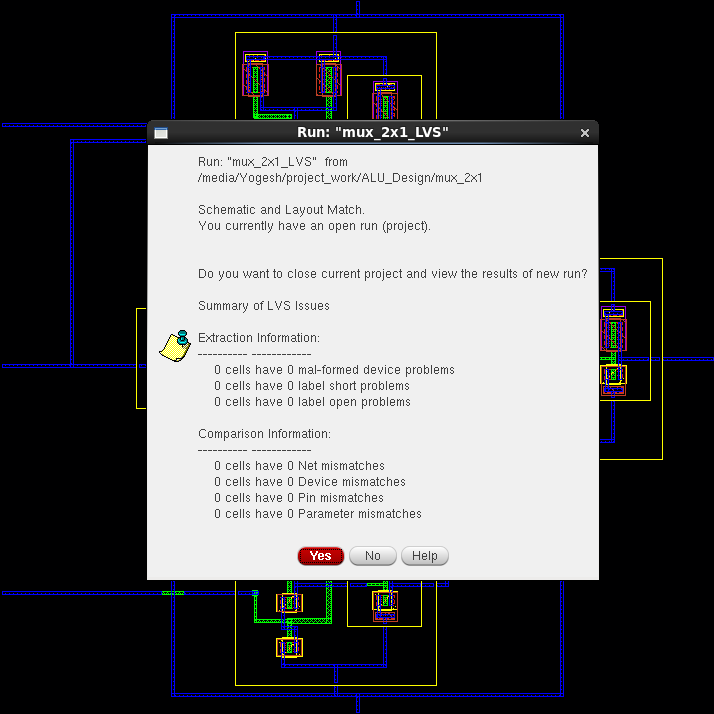 Run: "mux_2x1_LVS"
Run: "mux_2x1_LVS" from
/media/Yogesh/project_work/ALU_Design/mux_2x1
Schematic and Layout Match.
You currently have an open run (project).
Do you want to close current project and view the results of new run?
Summary of LVS Issues
Extraction Information:
---------- ------------
0 cells have 0 mal-formed device problems
0 cells have 0 label short problems
0 cells have 0 label open problems
Comparison Information:
---------- ------------
0 cells have 0 Net mismatches
0 cells have 0 Device mismatches
0 cells have 0 Pin mismatches
0 cells have 0 Parameter mismatches
Yes No Help